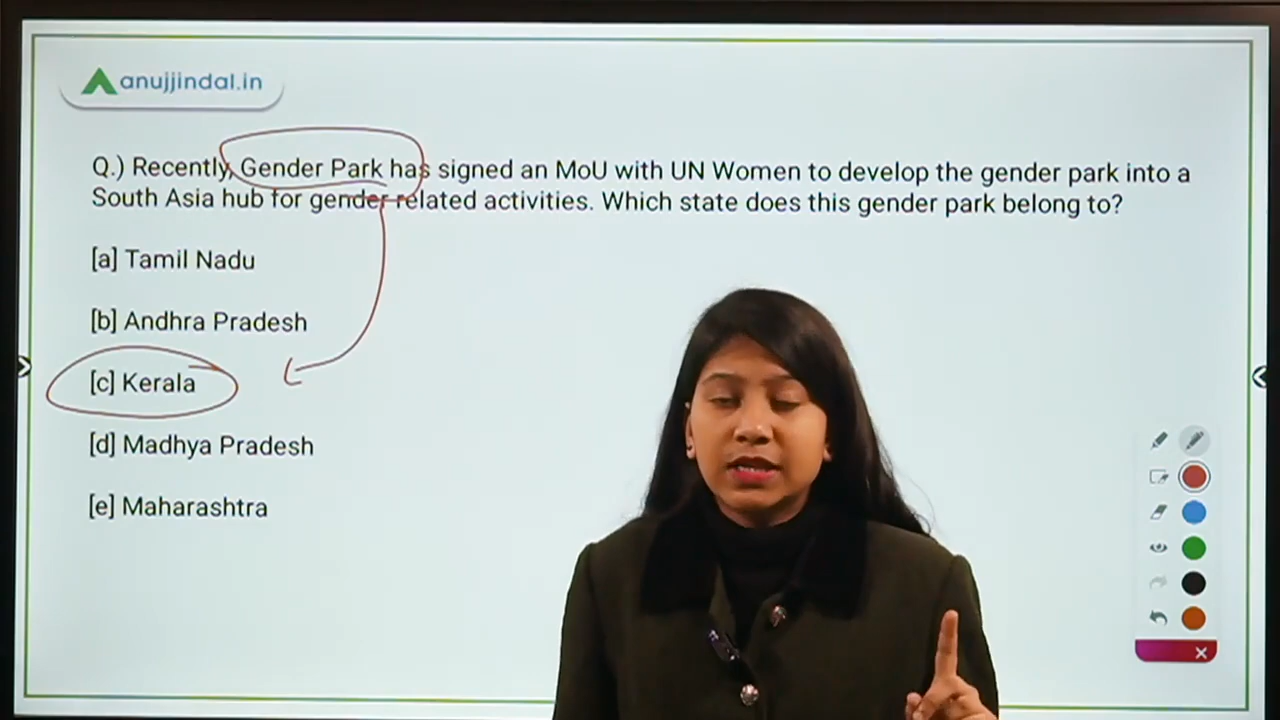 anujjindal.in
Q.) Recently, Gender Park has signed an MoU with UN Women to develop the gender park into a
South Asia hub for gender related activities. Which state does this gender park belong to?
[a] Tamil Nadu
[b] Andhra Pradesh
[c] Kerala
[d] Madhya Pradesh
[e] Maharashtra